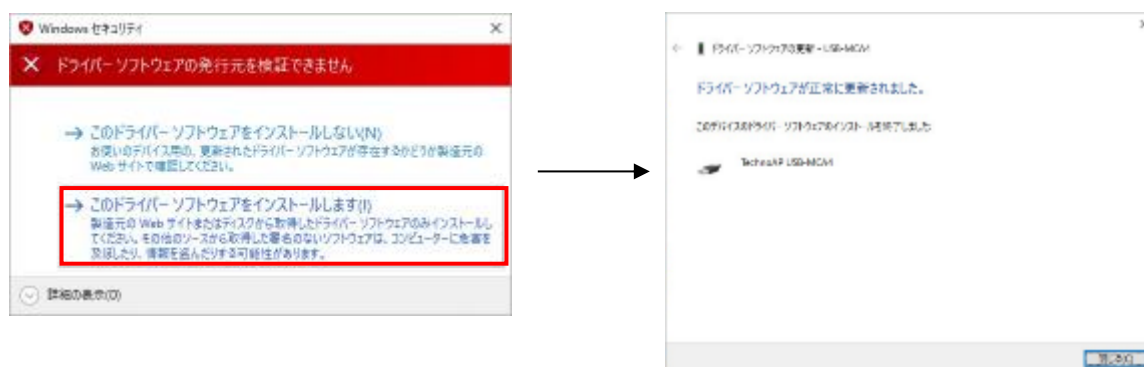 Windows セキュリティ
ドライバー ソフトウェアの発行元を検証できません
→ このドライバー ソフトウェアをインストールしない(N)
お使いのデバイス用の、更新されたドライバー ソフトウェアが存在するかどうか製造元の
Web サイトで確認してください。
→ このドライバー ソフトウェアをインストールします(I)
製造元の Web サイトまたはディスクから取得したドライバー ソフトウェアのみインストールし
てください。その他のソースから取得した署名のないソフトウェアは、コンピューターに危害を
及ぼしたり、情報を盗んだりする可能性があります。
詳細の表示(D)
ドライバー ソフトウェアの更新 - USB-MCA4
ドライバー ソフトウェアが正常に更新されました。
このデバイスのドライバー ソフトウェアのインストールを終了しました:
TechnoAP USB-MCA4
閉じる(C)